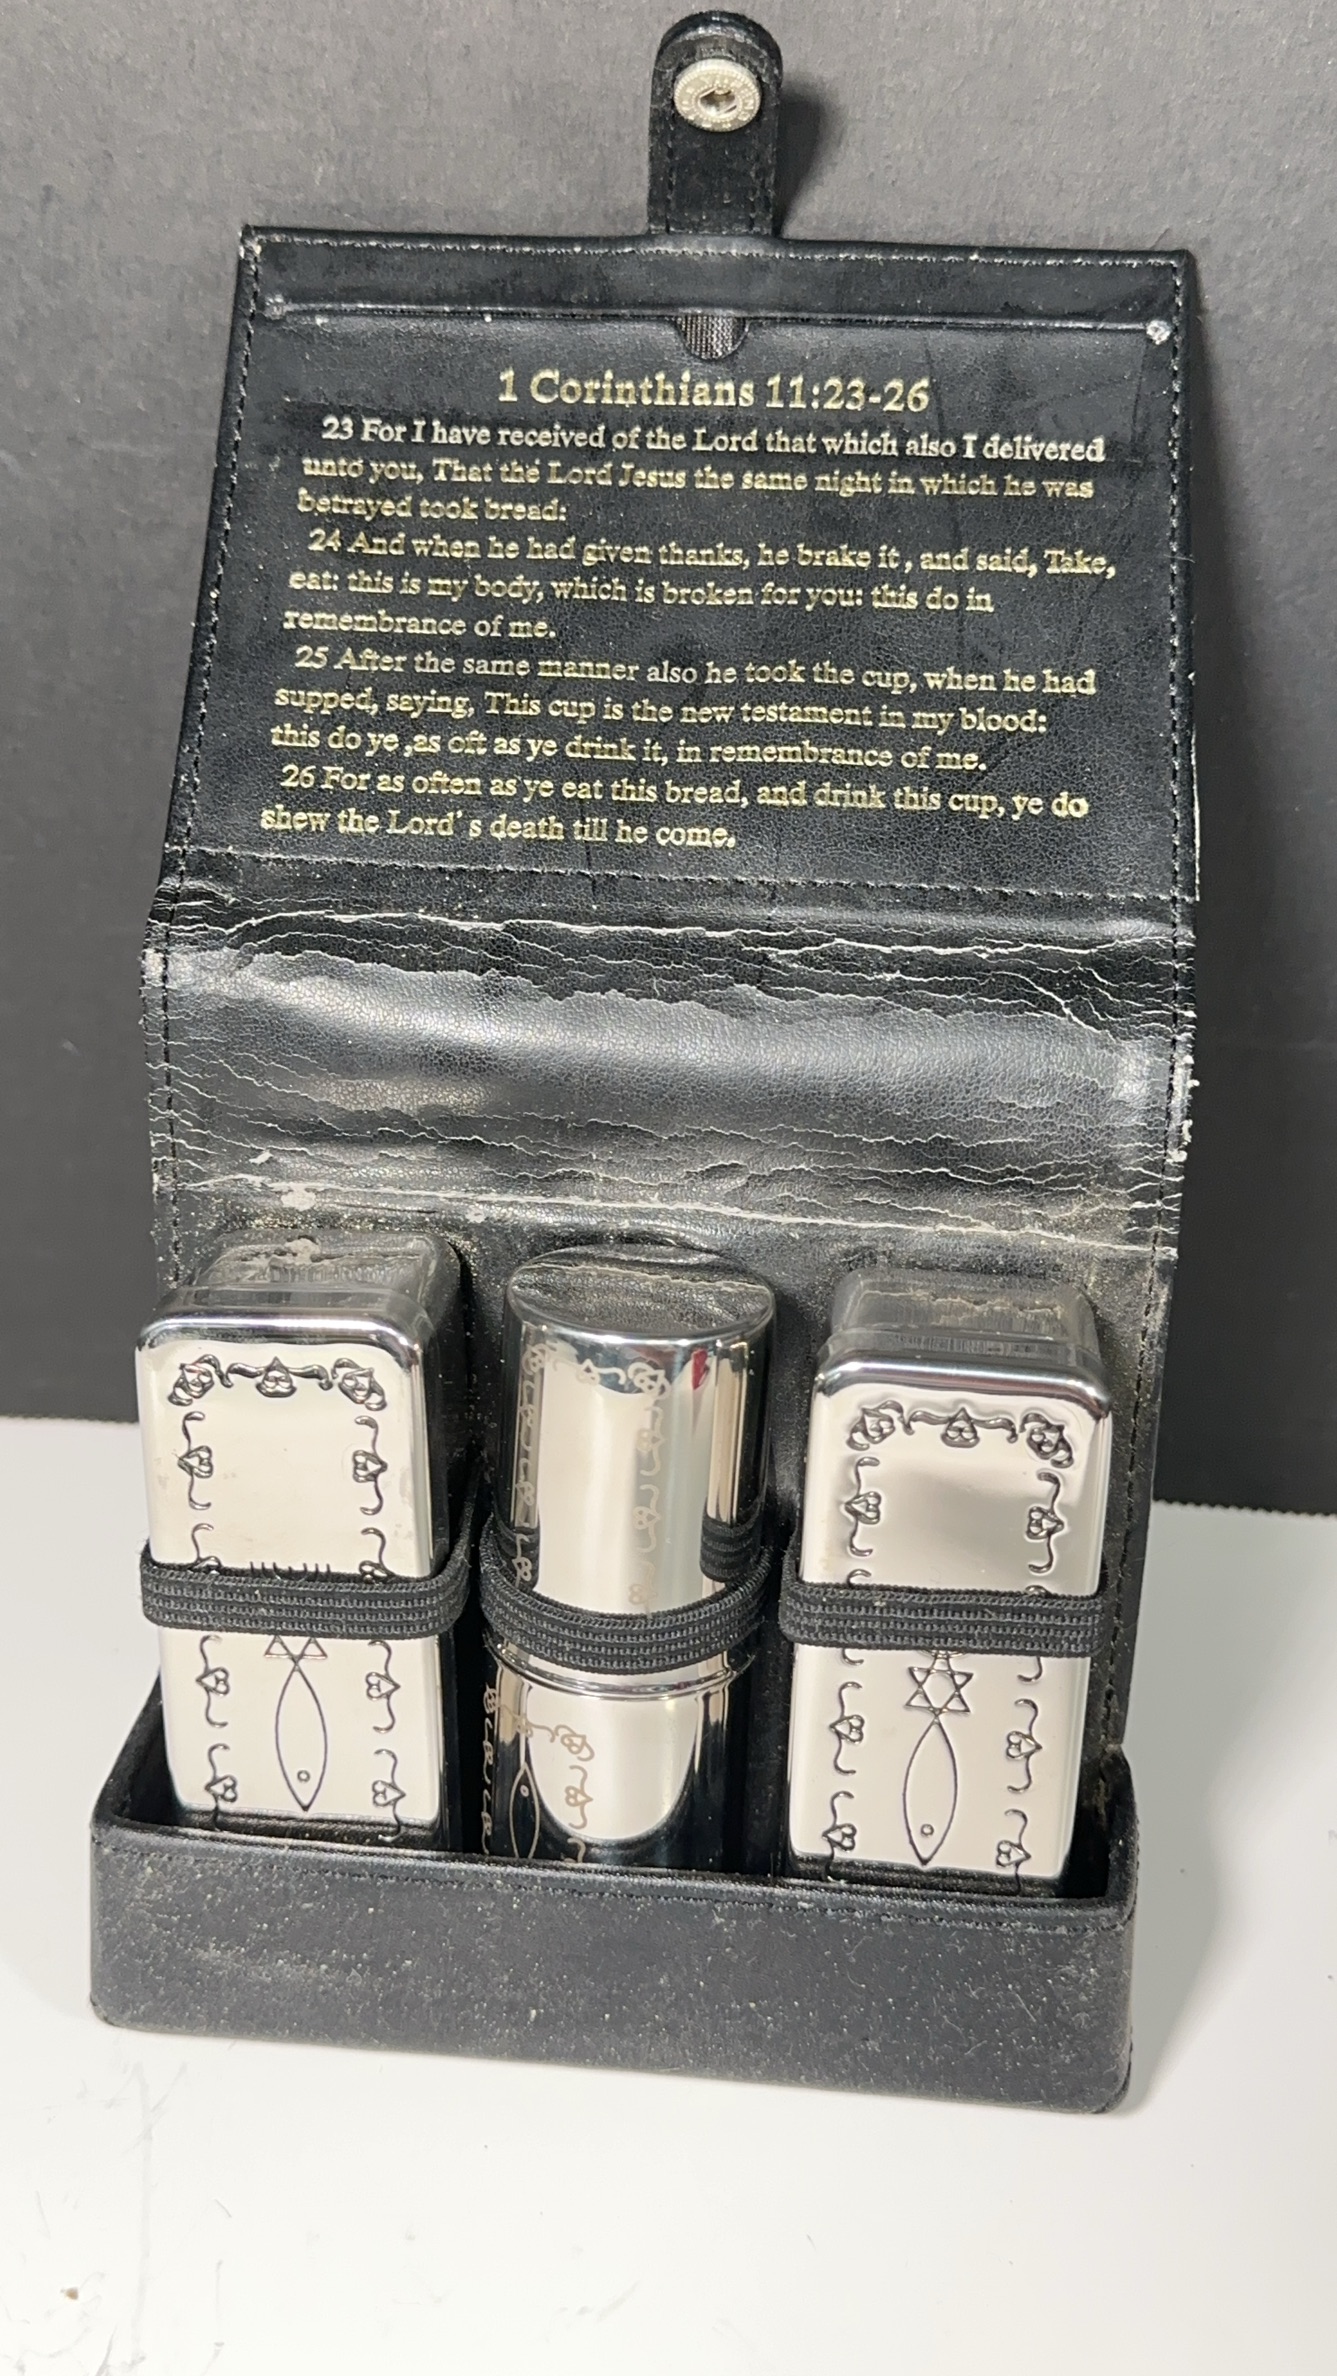 1 Corinthians 11:23-26
23 For I have received of the Lord that which also I delivered
unto you, That the Lord Jesus the same night in which he was
betrayed took bread:
24 And when he had given thanks, he brake it , and said, Take,
eat: this is my body, which is broken for you: this do in
remembrance of me.
25 After the same manner also he took the cup, when he had
supped, saying, This cup is the new testament in my blood:
this do ye ,as oft as ye drink it, in remembrance of me.
26 For as often as ye eat this bread, and drink this cup, ye do
shew the Lord' s death till he come.